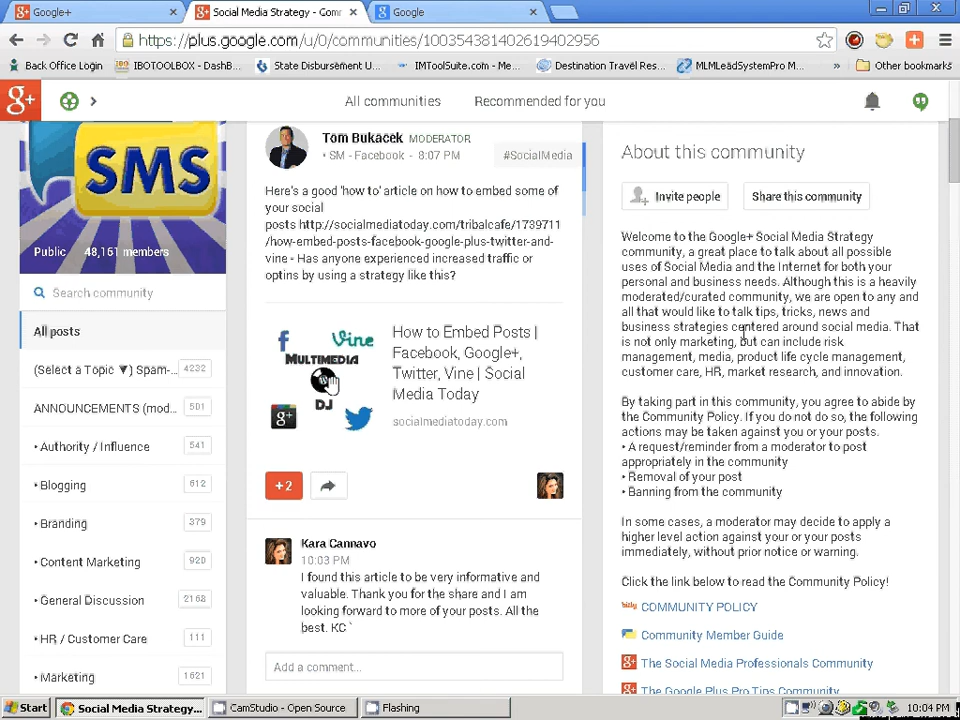 Google+
Social Media Strategy - Com
Google
https://plus.google.com/u/0/communities/100354381402619402956
Back Office Login
IBOTOOLBOX - DashB...
State Disbursement U...
IMToolSuite.com - Me...
Destination Travel Res...
MLMLeadSystemPro M...
»
Other bookmarks
g+
All communities
Recommended for you
SMS
Public
48,161 members
Search community
All posts
(Select a Topic ▼) Spam-...
4232
ANNOUNCEMENTS (mod...
501
• Authority / Influence
541
• Blogging
612
• Branding
379
• Content Marketing
920
• General Discussion
2168
• HR / Customer Care
111
• Marketing
1621
Tom Bukacek MODERATOR
• SM - Facebook - 8:07 PM
#SocialMedia
Here's a good 'how to' article on how to embed some of
your social
posts http://socialmediatoday.com/tribalcafe/1739711
/how-embed-posts-facebook-google-plus-twitter-and-
vine - Has anyone experienced increased traffic or
optins by using a strategy like this?
f
Vine
MULTIMEDIA
DJ
g+
How to Embed Posts |
Facebook, Google+,
Twitter, Vine | Social
Media Today
socialmediatoday.com
+2
Kara Cannavo
10:03 PM
I found this article to be very informative and
valuable. Thank you for the share and I am
looking forward to more of your posts. All the
best. KC `
Add a comment...
About this community
Invite people
Share this community
Welcome to the Google+ Social Media Strategy
community, a great place to talk about all possible
uses of Social Media and the Internet for both your
personal and business needs. Although this is a heavily
moderated/curated community, we are open to any and
all that would like to talk tips, tricks, news and
business strategies centered around social media. That
is not only marketing, but can include risk
management, media, product life cycle management,
customer care, HR, market research, and innovation.
By taking part in this community, you agree to abide by
the Community Policy. If you do not do so, the following
actions may be taken against you or your posts.
• A request/reminder from a moderator to post
appropriately in the community
• Removal of your post
• Banning from the community
In some cases, a moderator may decide to apply a
higher level action against your or your posts
immediately, without prior notice or warning.
Click the link below to read the Community Policy!
bitly COMMUNITY POLICY
Community Member Guide
The Social Media Professionals Community
The Google Plus Pro Tips Community
Start
Social Media Strategy...
CamStudio - Open Source
Flashing
10:04 PM